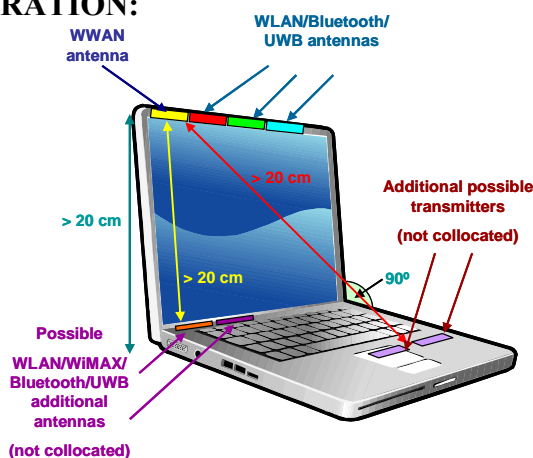 RATION:
WWAN
antenna
WLAN/Bluetooth/
UWB antennas
> 20 cm
> 20 cm
> 20 cm
Additional possible
transmitters
(not collocated)
90º
Possible
WLAN/WiMAX/
Bluetooth/UWB
additional
antennas
(not collocated)